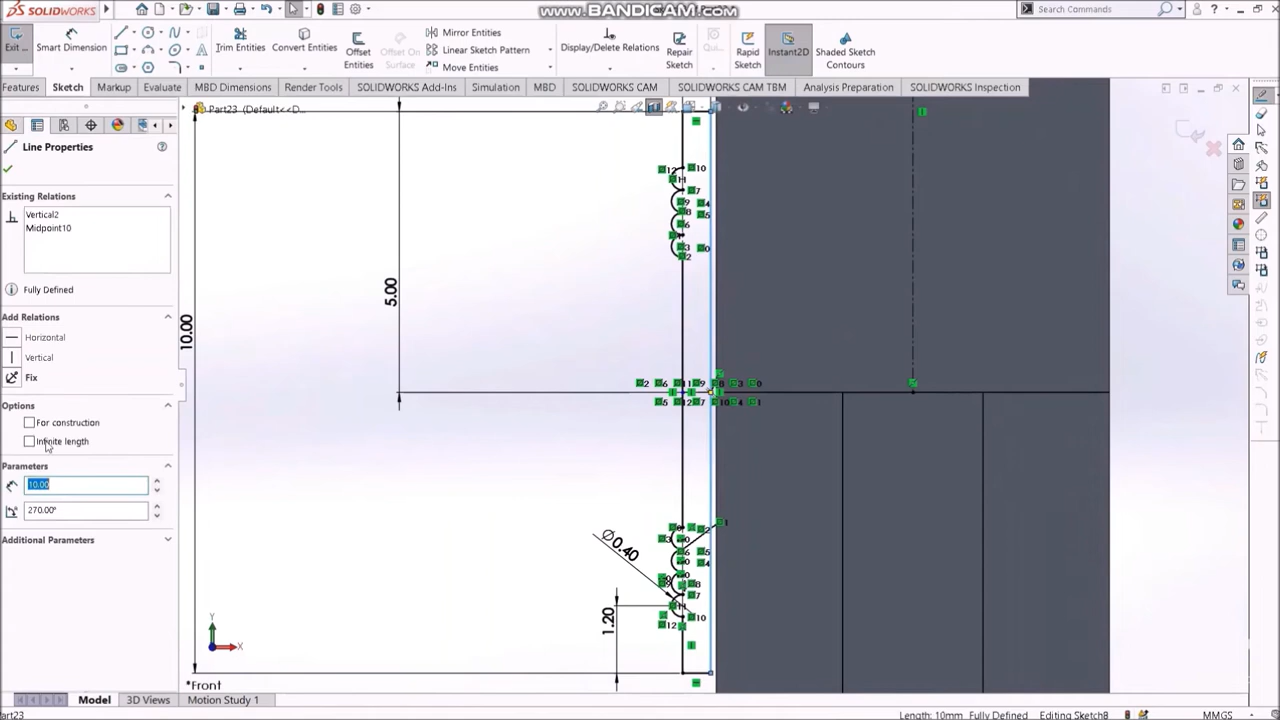 SOLIDWORKS
www.BANDICAM.com
Search Commands
Exit ...
Smart Dimension
Trim Entities
Convert Entities
Offset Entities
Offset On Surface
Mirror Entities
Linear Sketch Pattern
Move Entities
Display/Delete Relations
Repair Sketch
Qui...
Rapid Sketch
Instant2D
Shaded Sketch Contours
Features
Sketch
Markup
Evaluate
MBD Dimensions
Render Tools
SOLIDWORKS Add-Ins
Simulation
MBD
SOLIDWORKS CAM
SOLIDWORKS CAM TBM
Analysis Preparation
SOLIDWORKS Inspection
Part23 (Default<<D...
Line Properties
Existing Relations
Vertical2
Midpoint10
Fully Defined
Add Relations
Horizontal
Vertical
Fix
Options
For construction
Infinite length
Parameters
10.00
270.00°
Additional Parameters
10.00
5.00
Ø0.40
1.20
Y
X
*Front
Model
3D Views
Motion Study 1
art23
Length: 10mm
Fully Defined
Editing Sketch8
MMGS